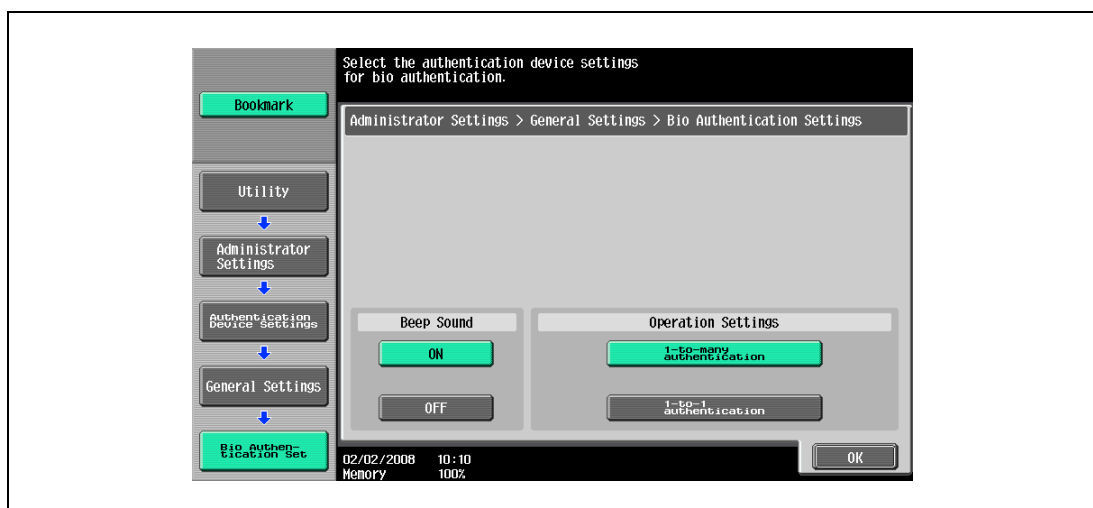 Select the authentication device settings
for bio authentication.
Bookmark
Administrator Settings > General Settings > Bio Authentication Settings
Utility
Administrator
Settings
Authentication
Device Settings
General Settings
Bio Authen-
tication Set
Beep Sound
ON
OFF
Operation Settings
1-to-many
authentication
1-to-1
authentication
02/02/2008 10:10
Memory 100%
OK